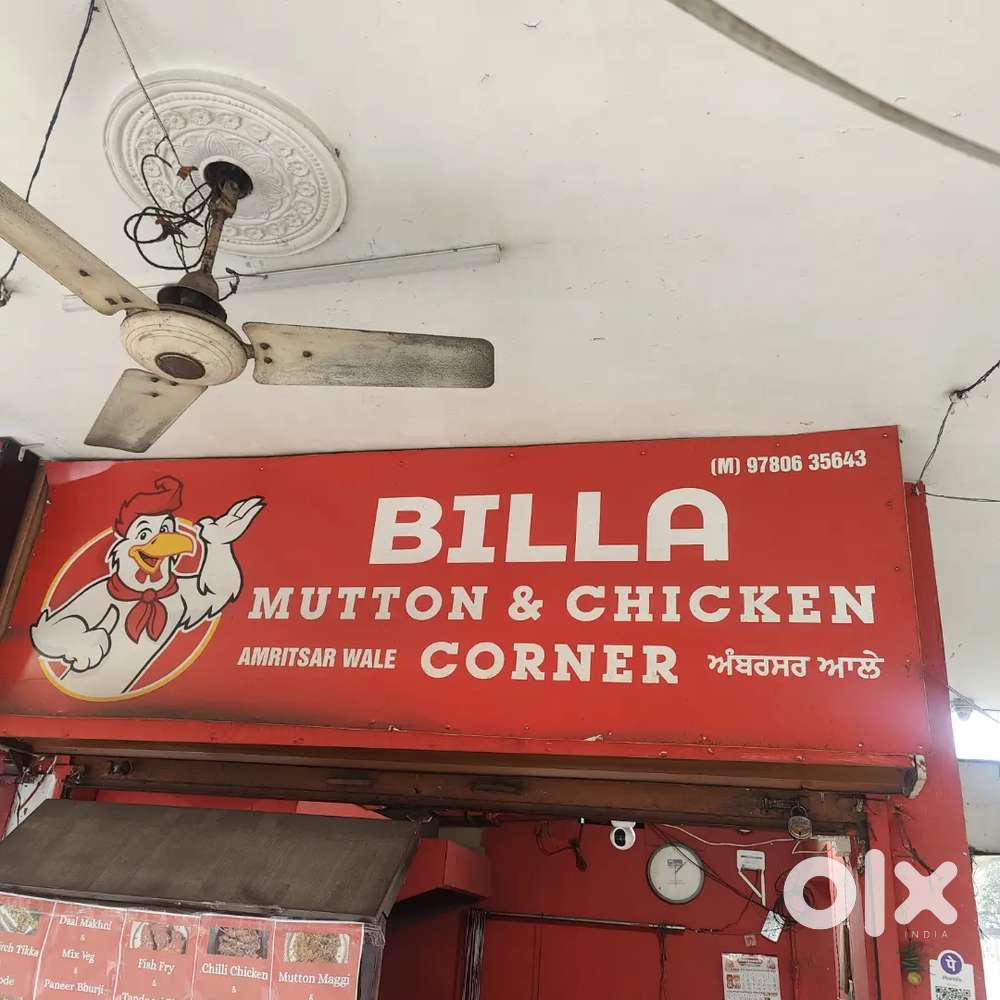 (M) 97806 35643
BILLA
MUTTON & CHICKEN
AMRITSAR WALE CORNER ਅੰਬਰਸਰ ਆਲੇ
Daal Makhni
&
Mix Veg
&
Paneer Bhurji
Fish Fry
&
Chilli Chicken
&
Mutton Maggi
&
Tikka
olx
INDIA